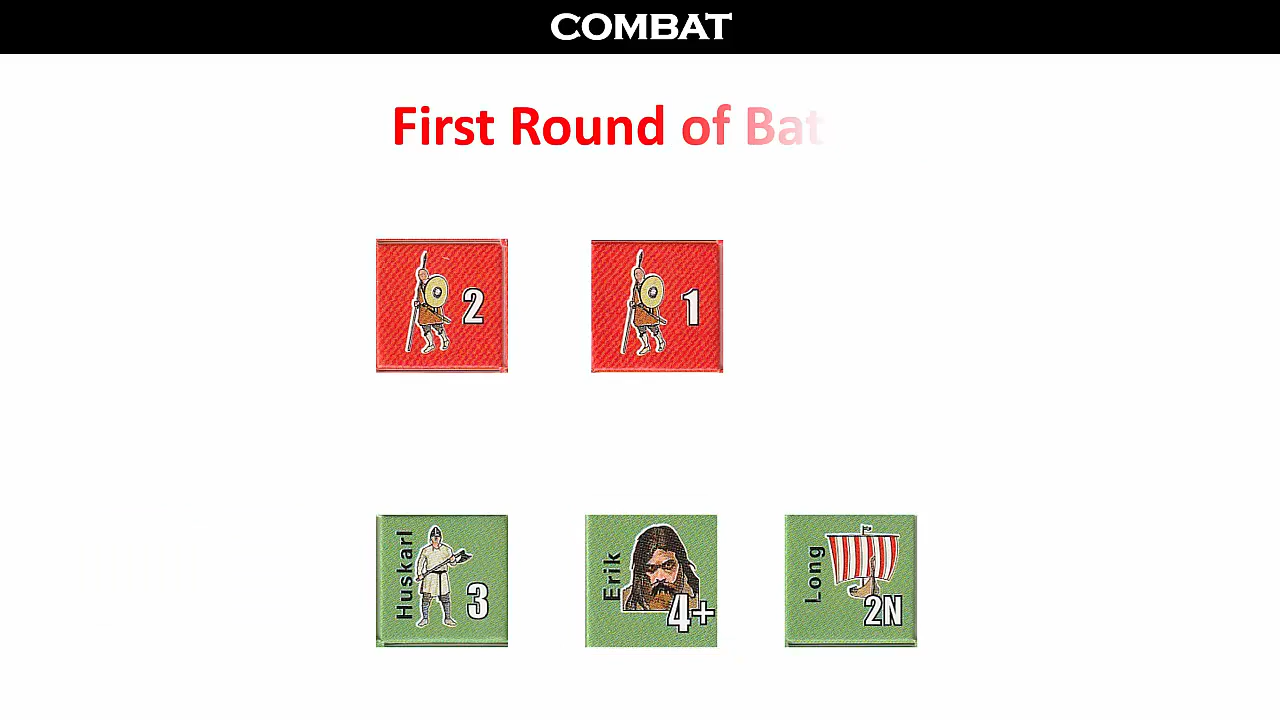 COMBAT
First Round of Bat
2
1
Huskarl 3
Erik 4+
Long 2N